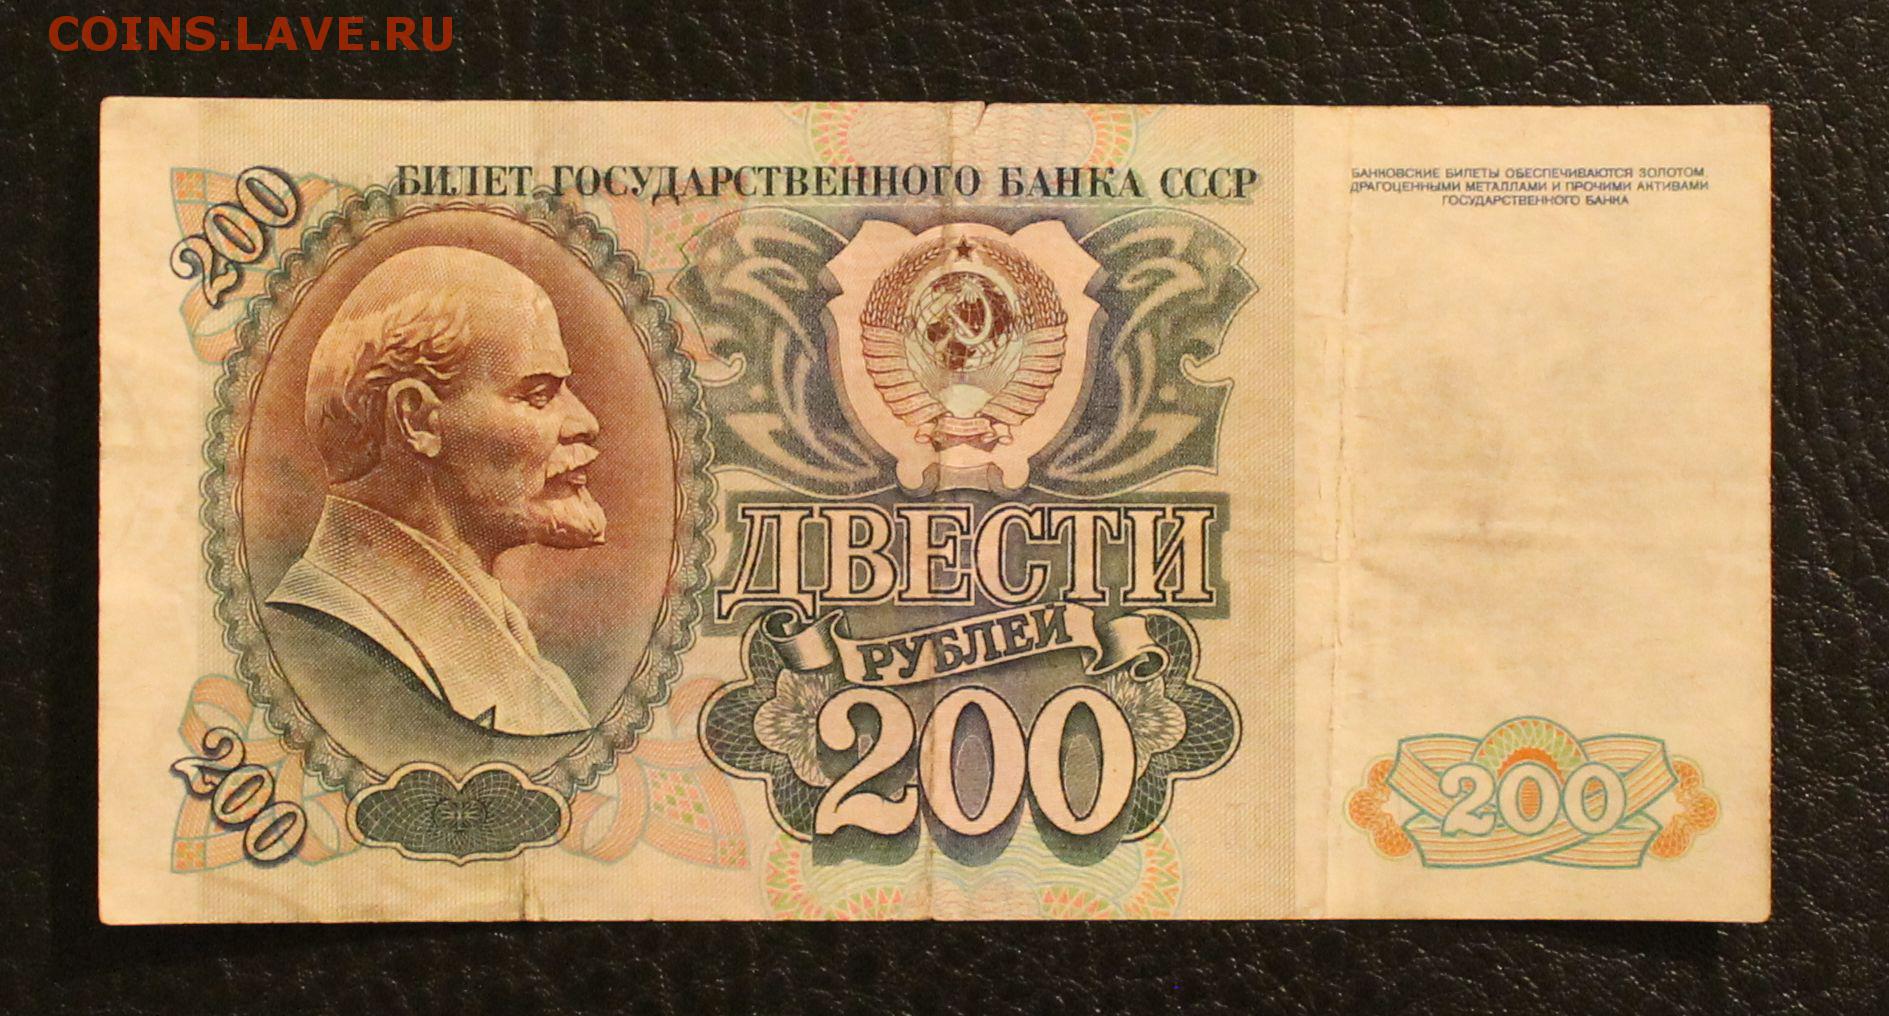 COINS.LAVE.RU
БИЛЕТ ГОСУДАРСТВЕННОГО БАНКА СССР
БАНКОВСКИЕ БИЛЕТЫ ОБЕСПЕЧИВАЮТСЯ ЗОЛОТОМ,
ДРАГОЦЕННЫМИ МЕТАЛЛАМИ И ПРОЧИМИ АКТИВАМИ
ГОСУДАРСТВЕННОГО БАНКА
200
ДВЕСТИ
РУБЛЕЙ
200
200
200